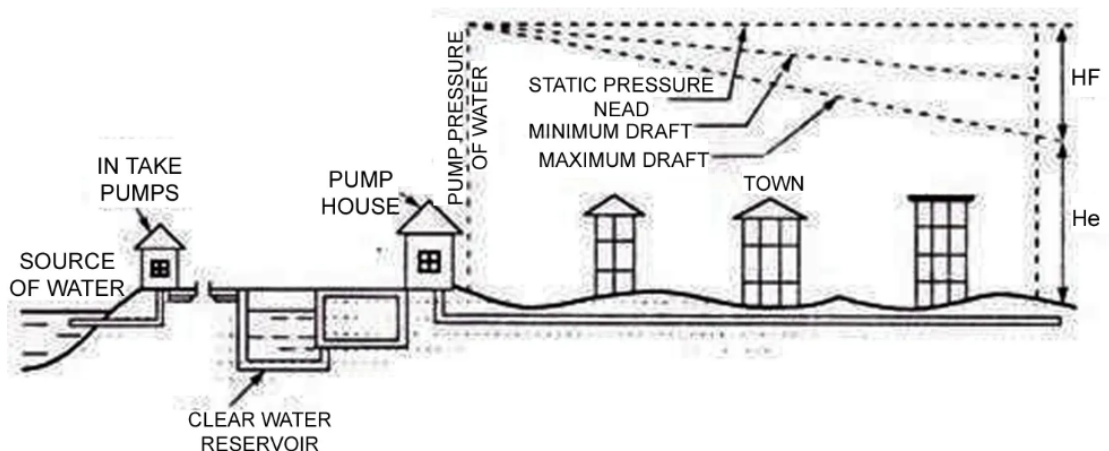 PUMP PRESSURE
OF WATER
STATIC PRESSURE
NEAD
MINIMUM DRAFT
MAXIMUM DRAFT
HF
He
IN TAKE
PUMPS
PUMP
HOUSE
TOWN
SOURCE
OF WATER
CLEAR WATER
RESERVOIR